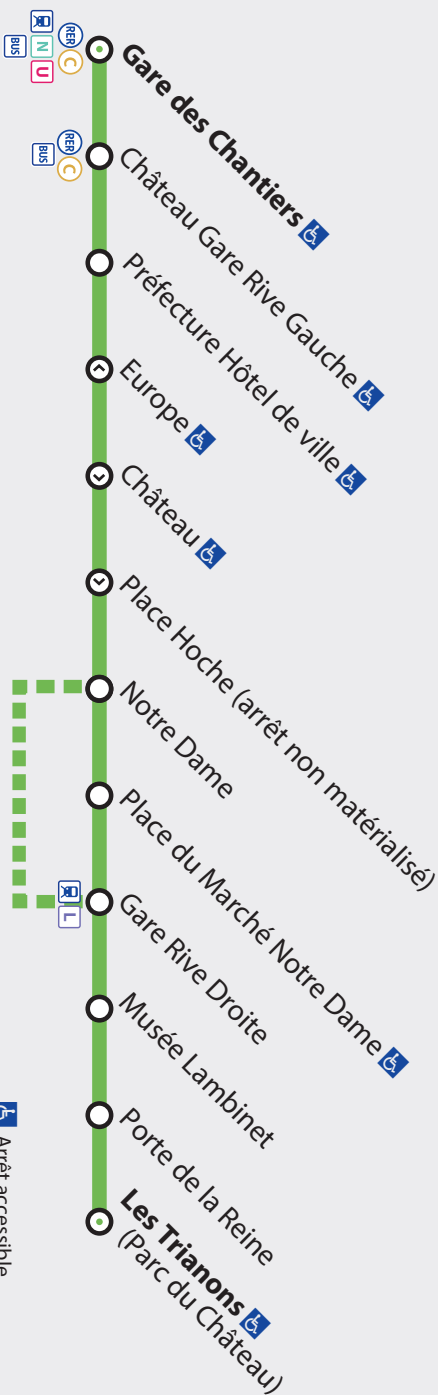 Gare des Chantiers
RER C
N U
BUS
Château Gare Rive Gauche
RER C
BUS
Préfecture Hôtel de ville
Europe
Château
Place Hoche (arrêt non matérialisé)
Notre Dame
Place du Marché Notre Dame
Gare Rive Droite
L
Musée Lambinet
Porte de la Reine
Les Trianons
(Parc du Château)
Arrêt accessible